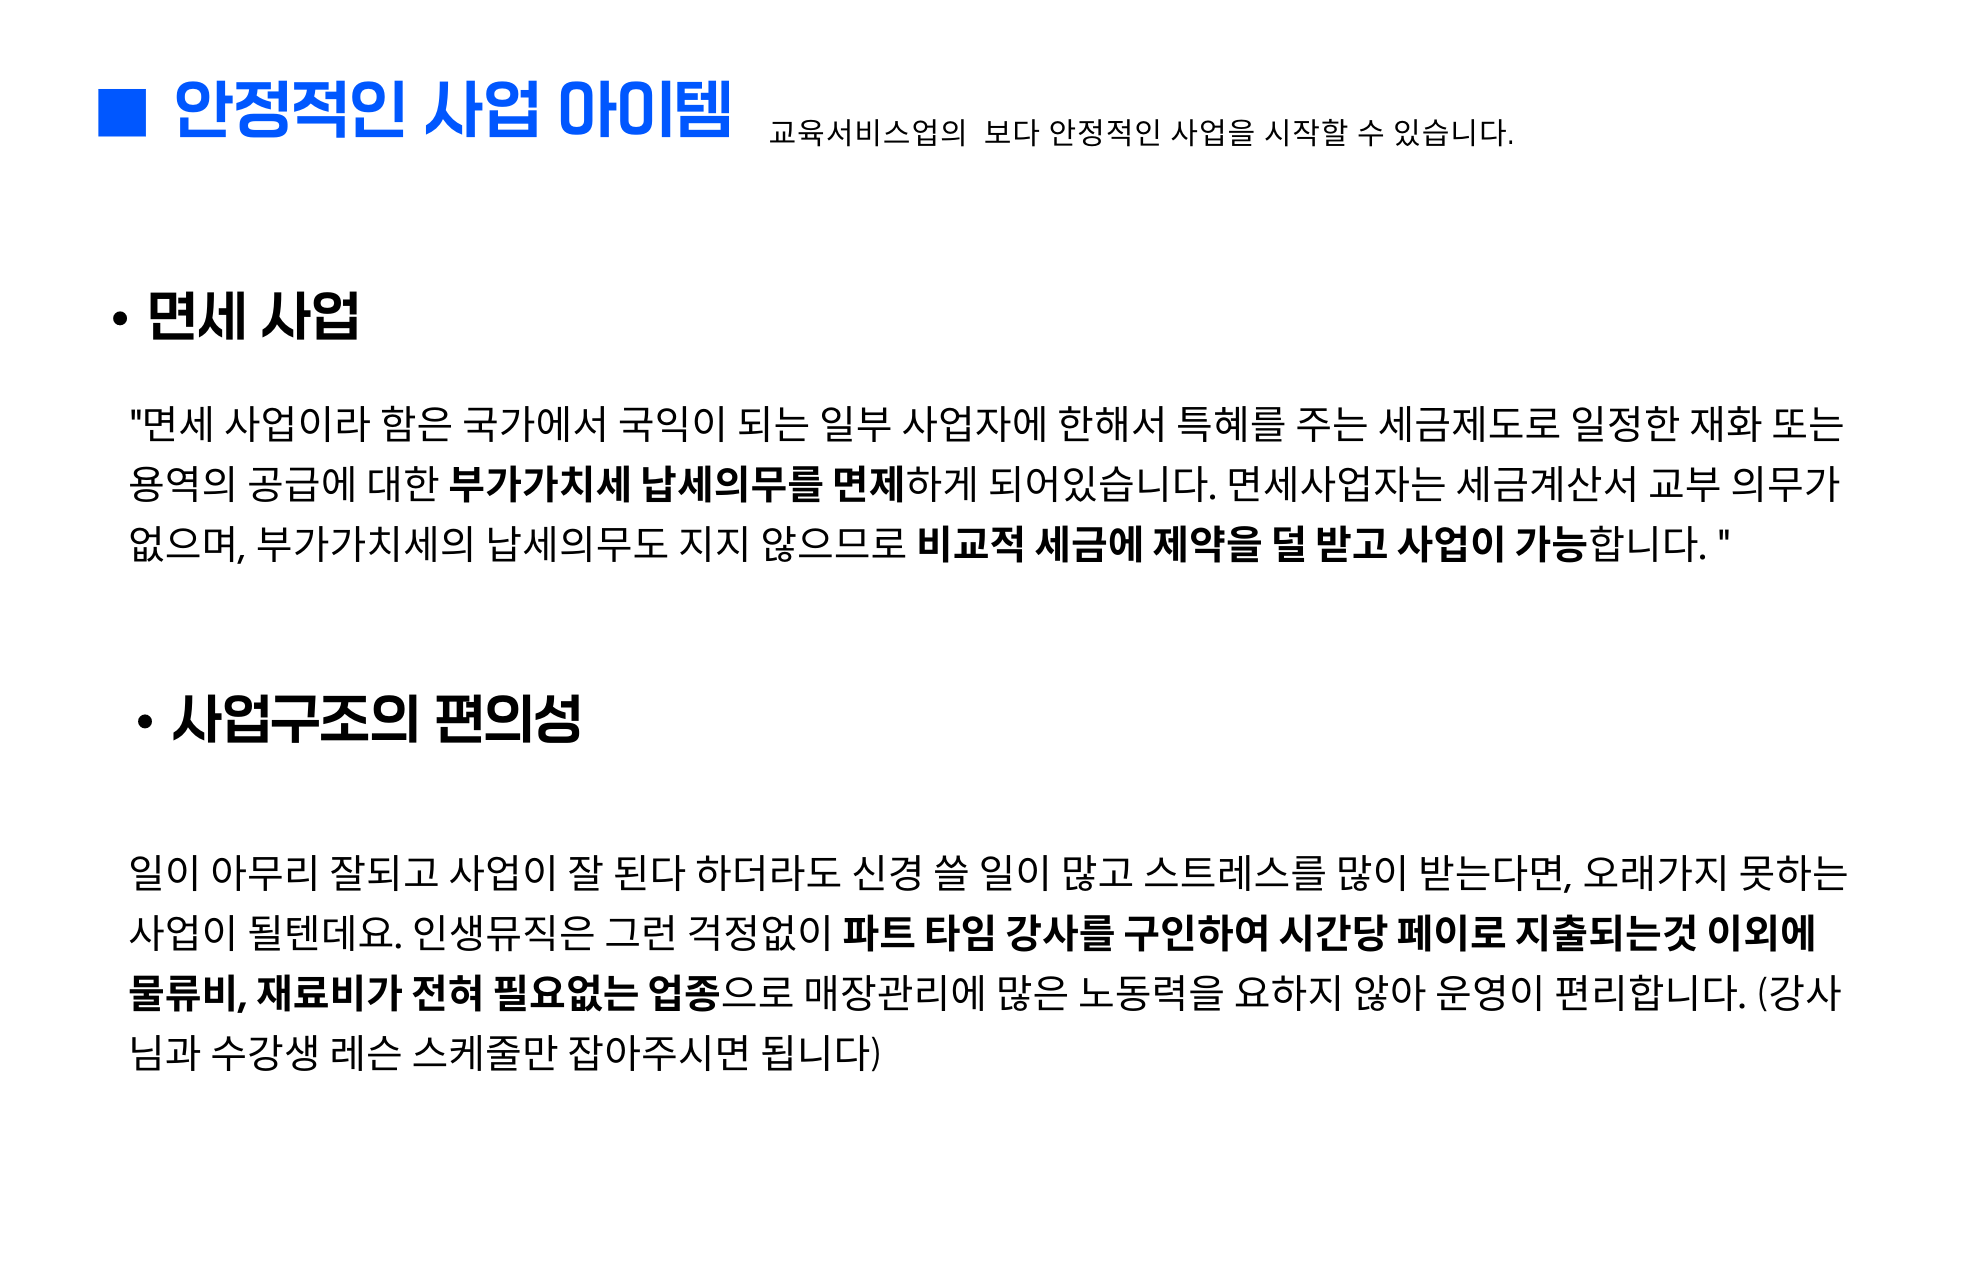 ■ 안정적인 사업 아이템 교육서비스업의 보다 안정적인 사업을 시작할 수 있습니다.
• 면세 사업
"면세 사업이라 함은 국가에서 국익이 되는 일부 사업자에 한해서 특혜를 주는 세금제도로 일정한 재화 또는
용역의 공급에 대한 부가가치세 납세의무를 면제하게 되어있습니다. 면세사업자는 세금계산서 교부 의무가
없으며, 부가가치세의 납세의무도 지지 않으므로 비교적 세금에 제약을 덜 받고 사업이 가능합니다. "
• 사업구조의 편의성
일이 아무리 잘되고 사업이 잘 된다 하더라도 신경 쓸 일이 많고 스트레스를 많이 받는다면, 오래가지 못하는
사업이 될텐데요. 인생뮤직은 그런 걱정없이 파트 타임 강사를 구인하여 시간당 페이로 지출되는것 이외에
물류비, 재료비가 전혀 필요없는 업종으로 매장관리에 많은 노동력을 요하지 않아 운영이 편리합니다. (강사
님과 수강생 레슨 스케줄만 잡아주시면 됩니다)